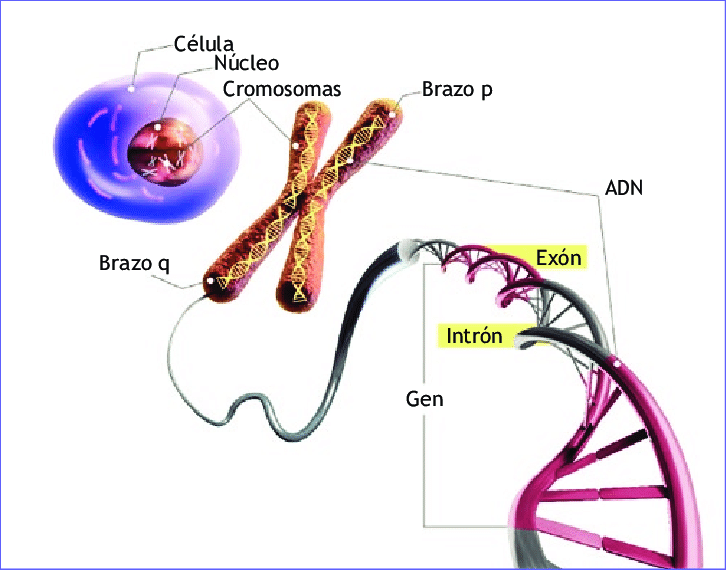 Célula
Núcleo
Cromosomas
Brazo p
ADN
Brazo q
Exón
Intrón
Gen